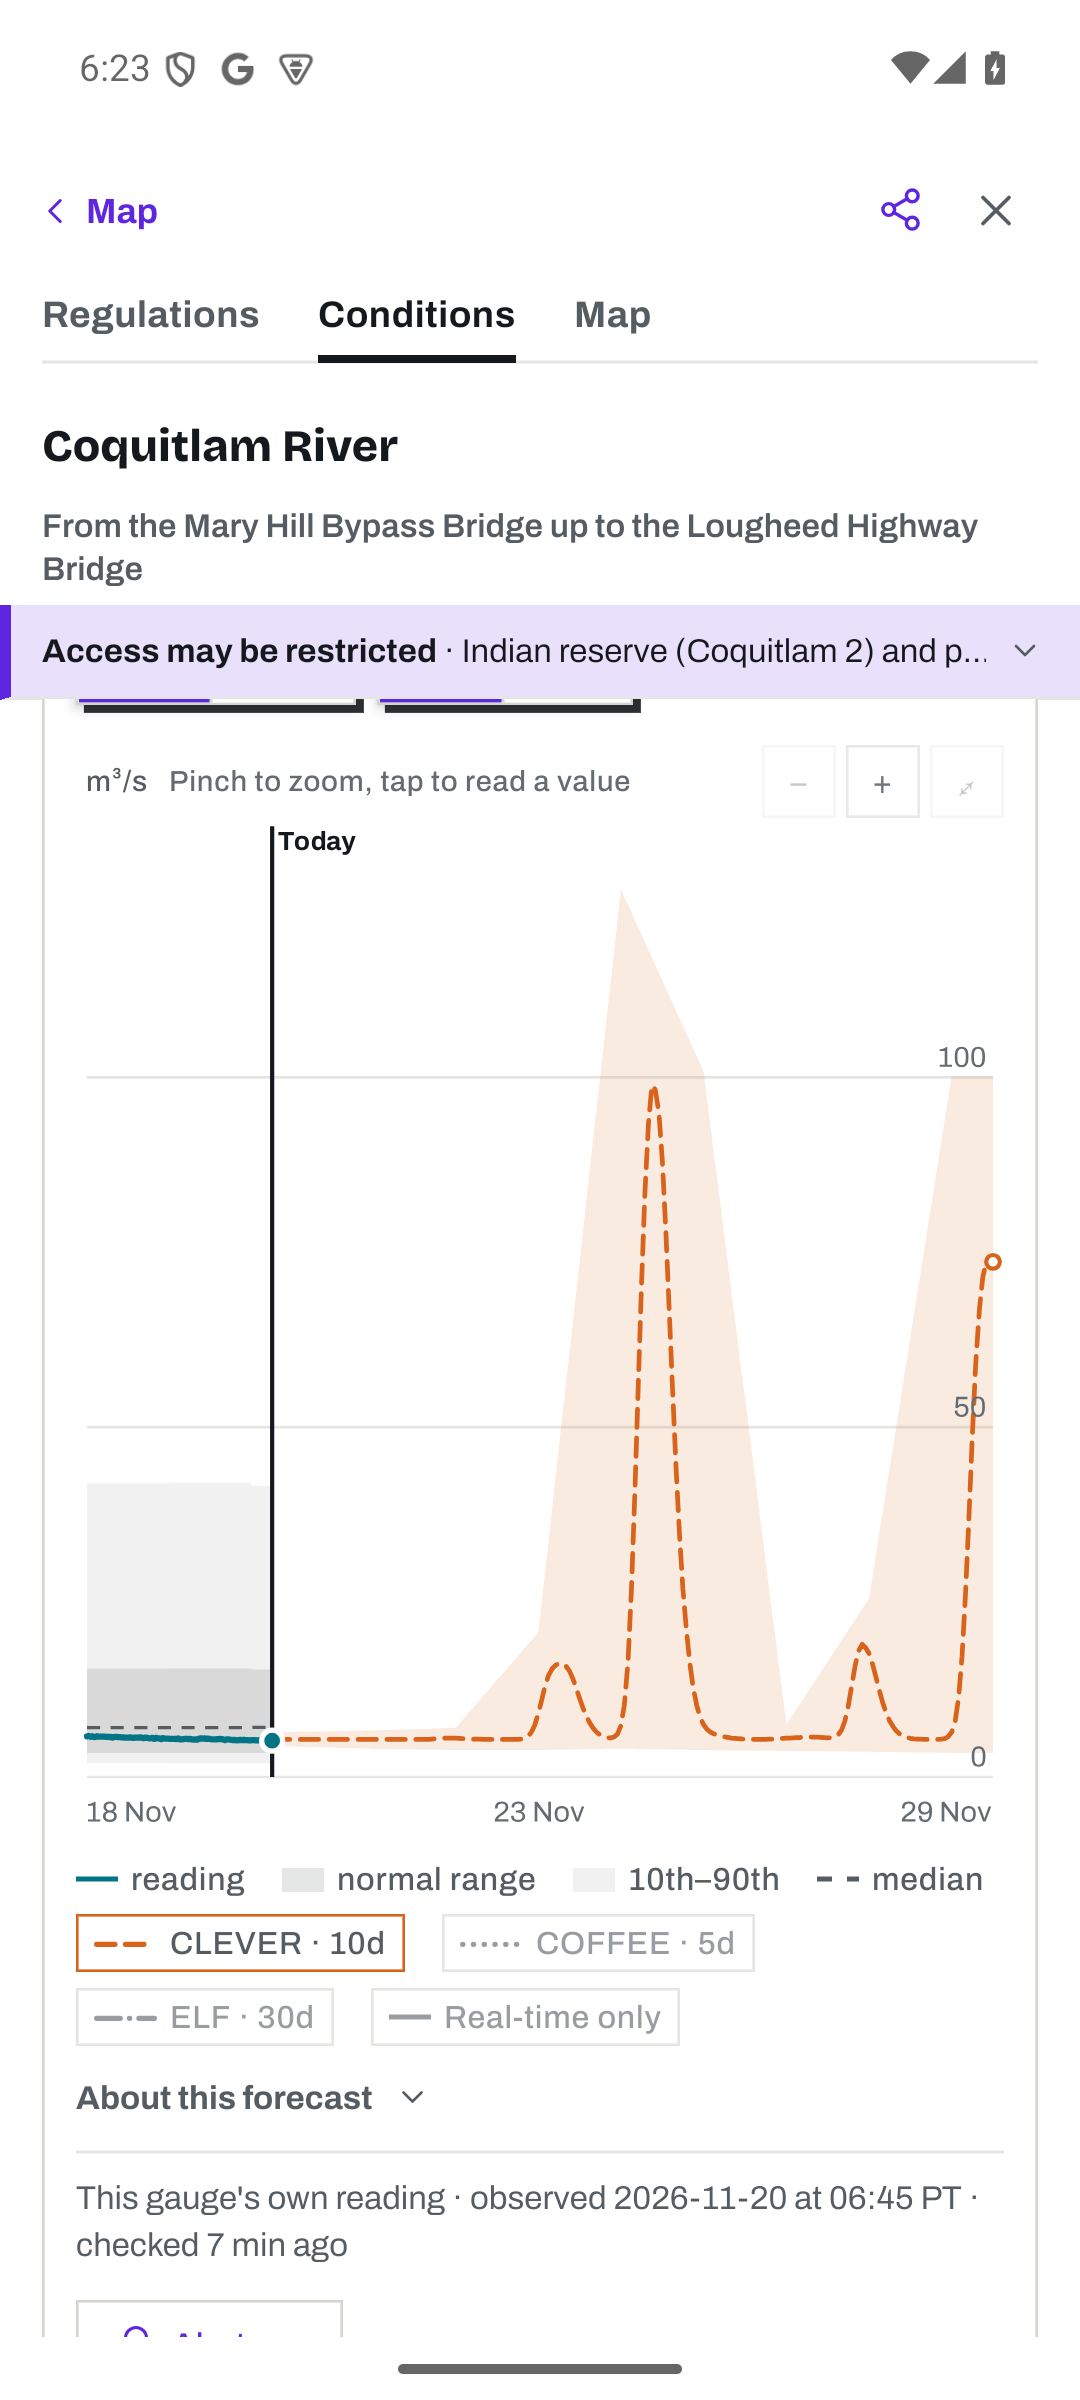 6:23
Map
Regulations Conditions Map
Coquitlam River
From the Mary Hill Bypass Bridge up to the Lougheed Highway
Bridge
Access may be restricted · Indian reserve (Coquitlam 2) and p...
m³/s Pinch to zoom, tap to read a value − +
Today
100
50
0
18 Nov 23 Nov 29 Nov
reading normal range 10th–90th median
CLEVER · 10d COFFEE · 5d
ELF · 30d Real-time only
About this forecast
This gauge's own reading · observed 2026-11-20 at 06:45 PT ·
checked 7 min ago